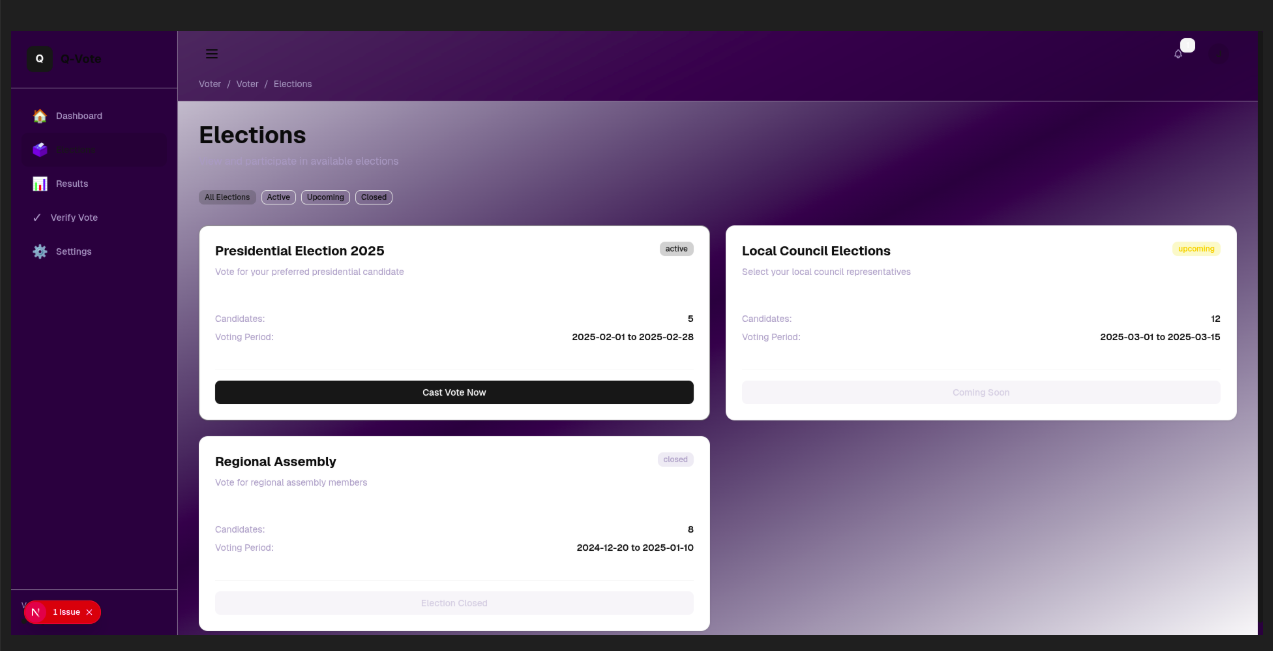 Q Q-Vote
Voter / Voter / Elections
Dashboard
Results
Verify Vote
Settings
Elections
participate in available elections
All Elections Active Upcoming Closed
Presidential Election 2025 active
Vote for your preferred presidential candidate
Candidates: 5
Voting Period: 2025-02-01 to 2025-02-28
Cast Vote Now
Local Council Elections upcoming
Select your local council representatives
Candidates: 12
Voting Period: 2025-03-01 to 2025-03-15
Coming Soon
Regional Assembly closed
Vote for regional assembly members
Candidates: 8
Voting Period: 2024-12-20 to 2025-01-10
Election Closed
N 1 Issue